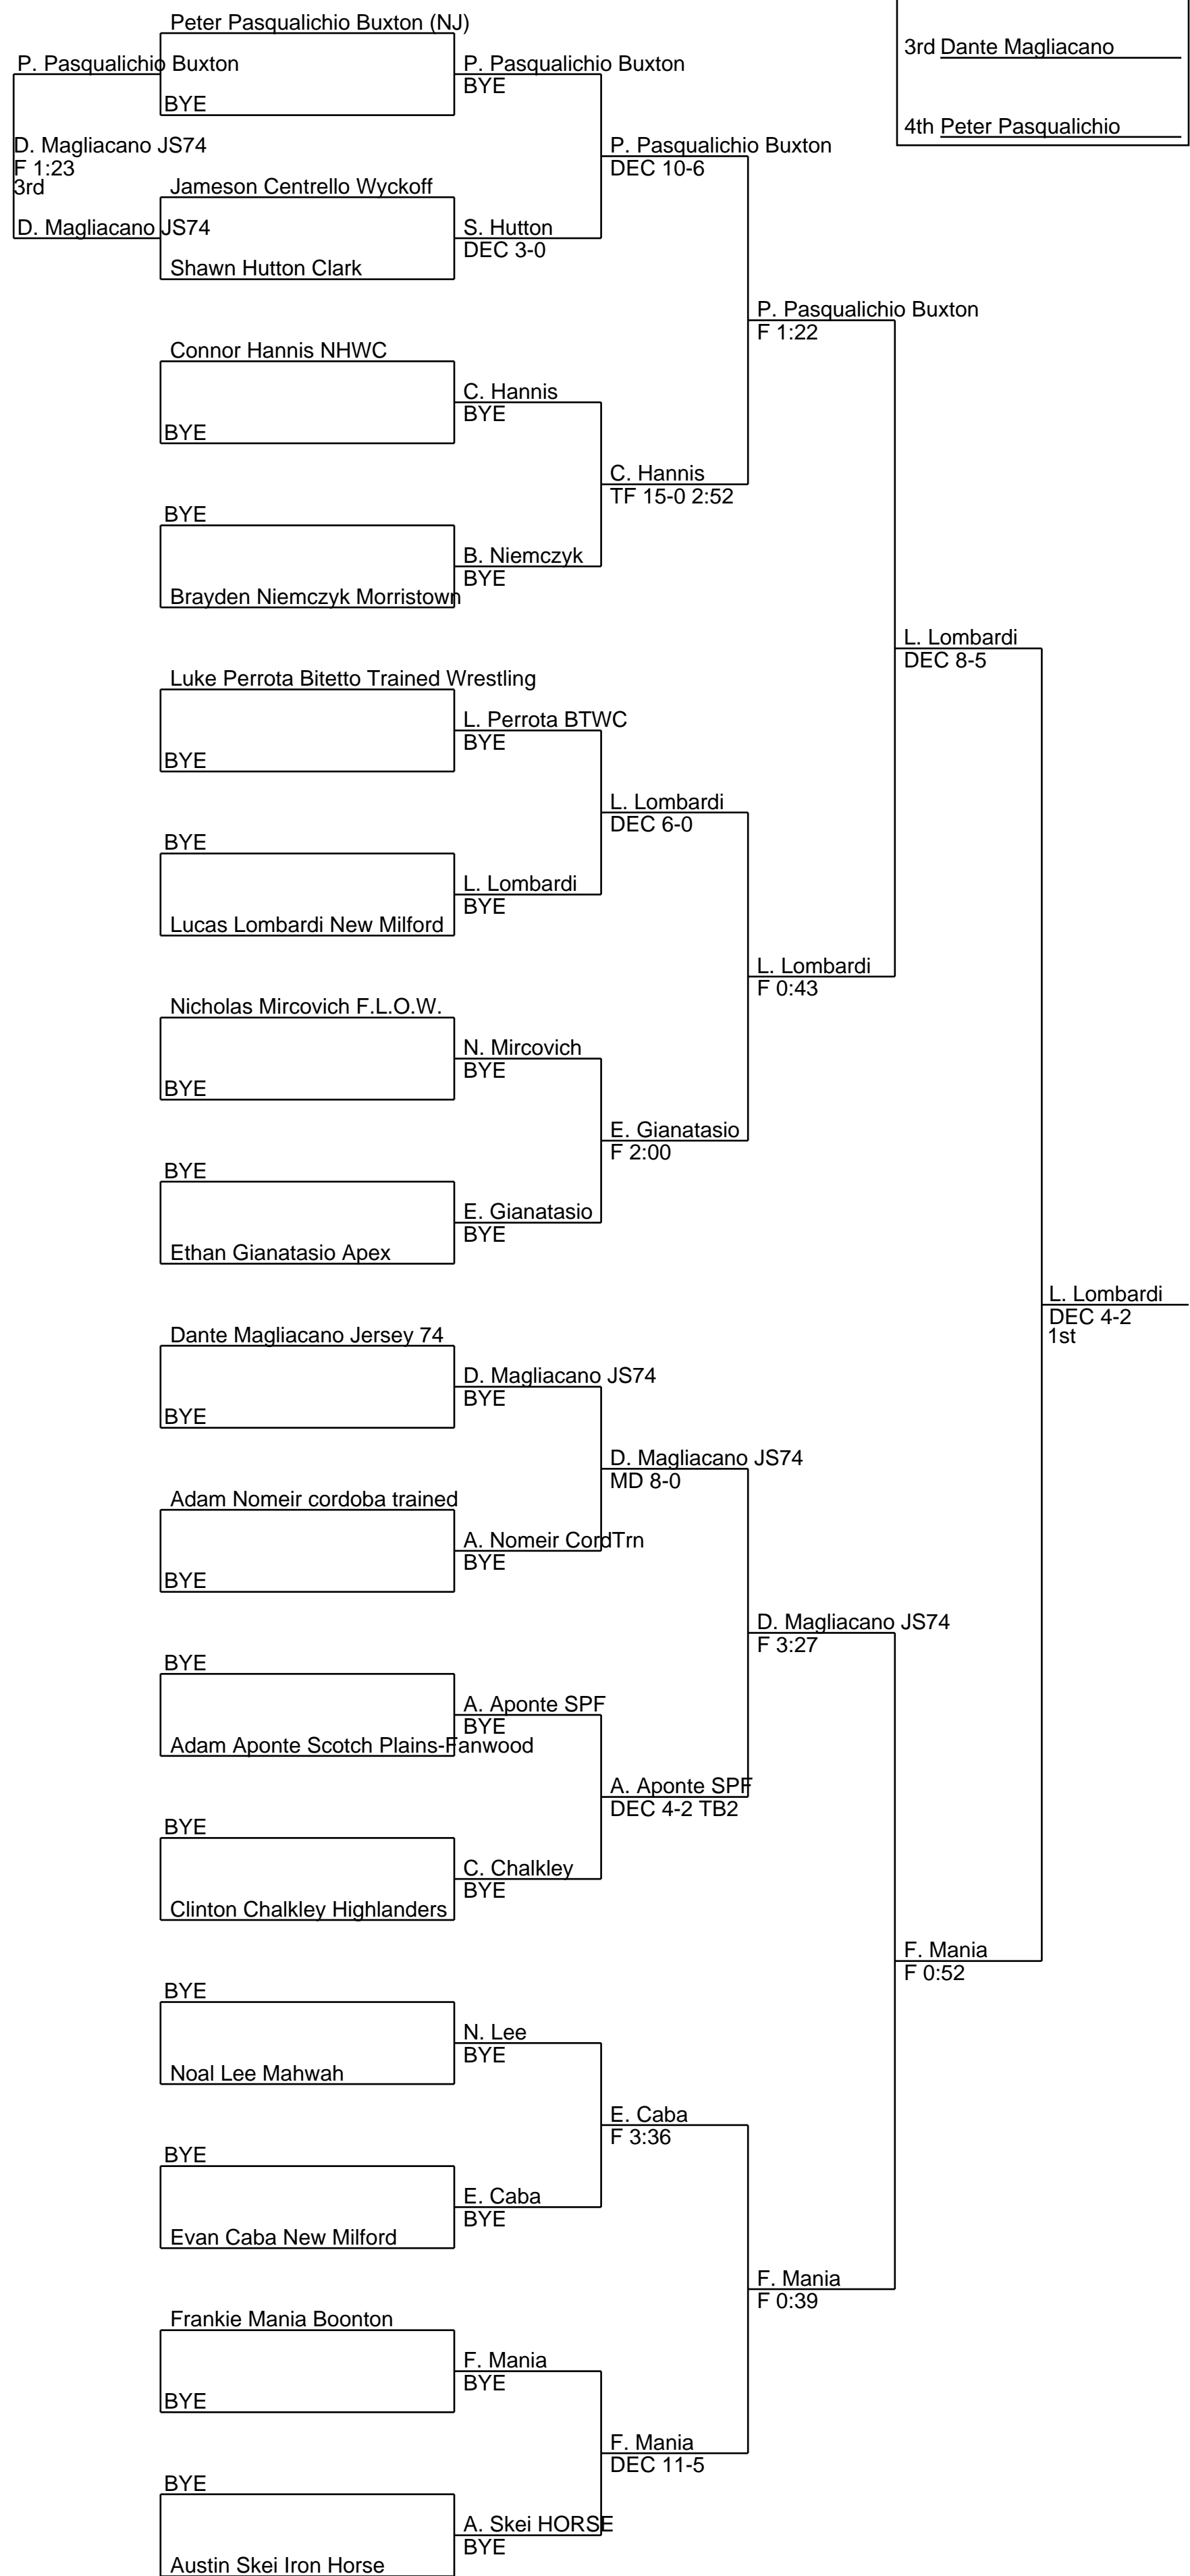 Peter Pasqualichio Buxton (NJ)
3rd Dante Magliacano
P. Pasqualichio Buxton
P. Pasqualichio Buxton
BYE
BYE
4th Peter Pasqualichio
D. Magliacano JS74
P. Pasqualichio Buxton
F 1:23
DEC 10-6
3rd
Jameson Centrello Wyckoff
D. Magliacano JS74
S. Hutton
DEC 3-0
Shawn Hutton Clark
P. Pasqualichio Buxton
F 1:22
Connor Hannis NHWC
C. Hannis
BYE
BYE
C. Hannis
TF 15-0 2:52
BYE
B. Niemczyk
BYE
Brayden Niemczyk Morristown
L. Lombardi
DEC 8-5
Luke Perrota Bitetto Trained Wrestling
L. Perrota BTWC
BYE
BYE
L. Lombardi
DEC 6-0
BYE
L. Lombardi
BYE
Lucas Lombardi New Milford
L. Lombardi
F 0:43
Nicholas Mircovich F.L.O.W.
N. Mircovich
BYE
BYE
E. Gianatasio
F 2:00
BYE
E. Gianatasio
BYE
Ethan Gianatasio Apex
L. Lombardi
DEC 4-2
1st
Dante Magliacano Jersey 74
D. Magliacano JS74
BYE
BYE
D. Magliacano JS74
MD 8-0
Adam Nomeir cordoba trained
A. Nomeir CordTrn
BYE
BYE
D. Magliacano JS74
F 3:27
BYE
A. Aponte SPF
BYE
Adam Aponte Scotch Plains-Fanwood
A. Aponte SPF
DEC 4-2 TB2
BYE
C. Chalkley
BYE
Clinton Chalkley Highlanders
F. Mania
F 0:52
BYE
N. Lee
BYE
Noal Lee Mahwah
E. Caba
F 3:36
BYE
E. Caba
BYE
Evan Caba New Milford
F. Mania
F 0:39
Frankie Mania Boonton
F. Mania
BYE
BYE
F. Mania
DEC 11-5
BYE
A. Skei HORSE
BYE
Austin Skei Iron Horse